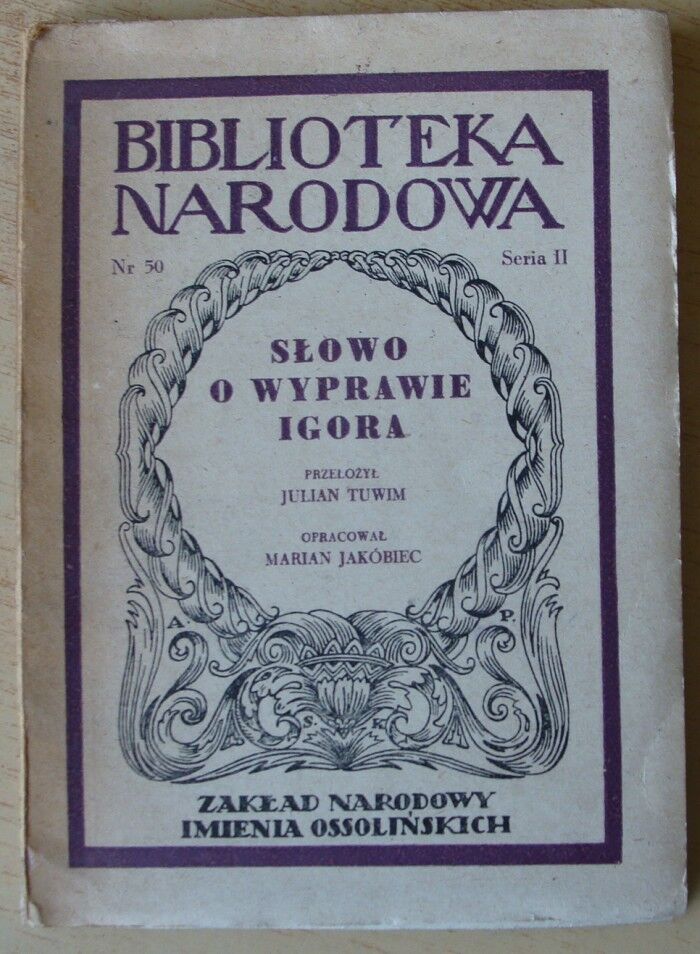 BIBLIOTEKA
NARODOWA
Nr 50 Seria II
SŁOWO
O WYPRAWIE
IGORA
PRZEŁOŻYŁ
JULIAN TUWIM
OPRACOWAŁ
MARIAN JAKÓBIEC
A. P.
S. K.
ZAKŁAD NARODOWY
IMIENIA OSSOLIŃSKICH